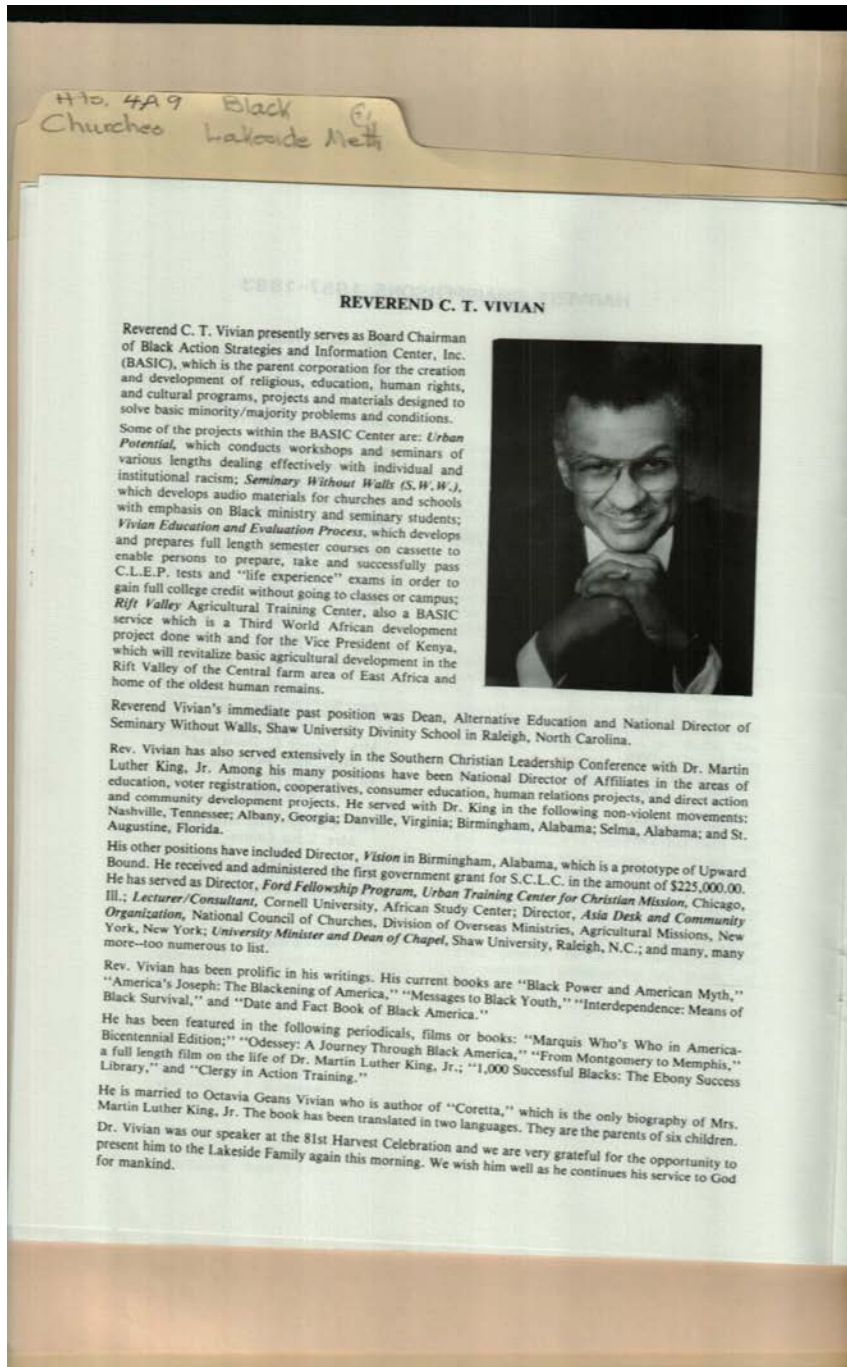 Hto. 4A9 Black
Churches Lakeside Meth
HARVEST CHAIRPERSONS 1957-1983
REVEREND C. T. VIVIAN
Reverend C. T. Vivian presently serves as Board Chairman
of Black Action Strategies and Information Center, Inc.
(BASIC), which is the parent corporation for the creation
and development of religious, education, human rights,
and cultural programs, projects and materials designed to
solve basic minority/majority problems and conditions.
Some of the projects within the BASIC Center are: Urban
Potential, which conducts workshops and seminars of
various lengths dealing effectively with individual and
institutional racism; Seminary Without Walls (S.W.W.),
which develops audio materials for churches and schools
with emphasis on Black ministry and seminary students;
Vivian Education and Evaluation Process, which develops
and prepares full length semester courses on cassette to
enable persons to prepare, take and successfully pass
C.L.E.P. tests and "life experience" exams in order to
gain full college credit without going to classes or campus;
Rift Valley Agricultural Training Center, also a BASIC
service which is a Third World African development
project done with and for the Vice President of Kenya,
which will revitalize basic agricultural development in the
Rift Valley of the Central farm area of East Africa and
home of the oldest human remains.
Reverend Vivian's immediate past position was Dean, Alternative Education and National Director of
Seminary Without Walls, Shaw University Divinity School in Raleigh, North Carolina.
Rev. Vivian has also served extensively in the Southern Christian Leadership Conference with Dr. Martin
Luther King, Jr. Among his many positions have been National Director of Affiliates in the areas of
education, voter registration, cooperatives, consumer education, human relations projects, and direct action
and community development projects. He served with Dr. King in the following non-violent movements:
Nashville, Tennessee; Albany, Georgia; Danville, Virginia; Birmingham, Alabama; Selma, Alabama; and St.
Augustine, Florida.
His other positions have included Director, Vision in Birmingham, Alabama, which is a prototype of Upward
Bound. He received and administered the first government grant for S.C.L.C. in the amount of $225,000.00.
He has served as Director, Ford Fellowship Program, Urban Training Center for Christian Mission, Chicago,
Ill.; Lecturer/Consultant, Cornell University, African Study Center; Director, Asia Desk and Community
Organization, National Council of Churches, Division of Overseas Ministries, Agricultural Missions, New
York, New York; University Minister and Dean of Chapel, Shaw University, Raleigh, N.C.; and many, many
more--too numerous to list.
Rev. Vivian has been prolific in his writings. His current books are "Black Power and American Myth,"
"America's Joseph: The Blackening of America," "Messages to Black Youth," "Interdependence: Means of
Black Survival," and "Date and Fact Book of Black America."
He has been featured in the following periodicals, films or books: "Marquis Who's Who in America-
Bicentennial Edition;" "Odessey: A Journey Through Black America," "From Montgomery to Memphis,"
a full length film on the life of Dr. Martin Luther King, Jr.; "1,000 Successful Blacks: The Ebony Success
Library," and "Clergy in Action Training."
He is married to Octavia Geans Vivian who is author of "Coretta," which is the only biography of Mrs.
Martin Luther King, Jr. The book has been translated in two languages. They are the parents of six children.
Dr. Vivian was our speaker at the 81st Harvest Celebration and we are very grateful for the opportunity to
present him to the Lakeside Family again this morning. We wish him well as he continues his service to God
for mankind.